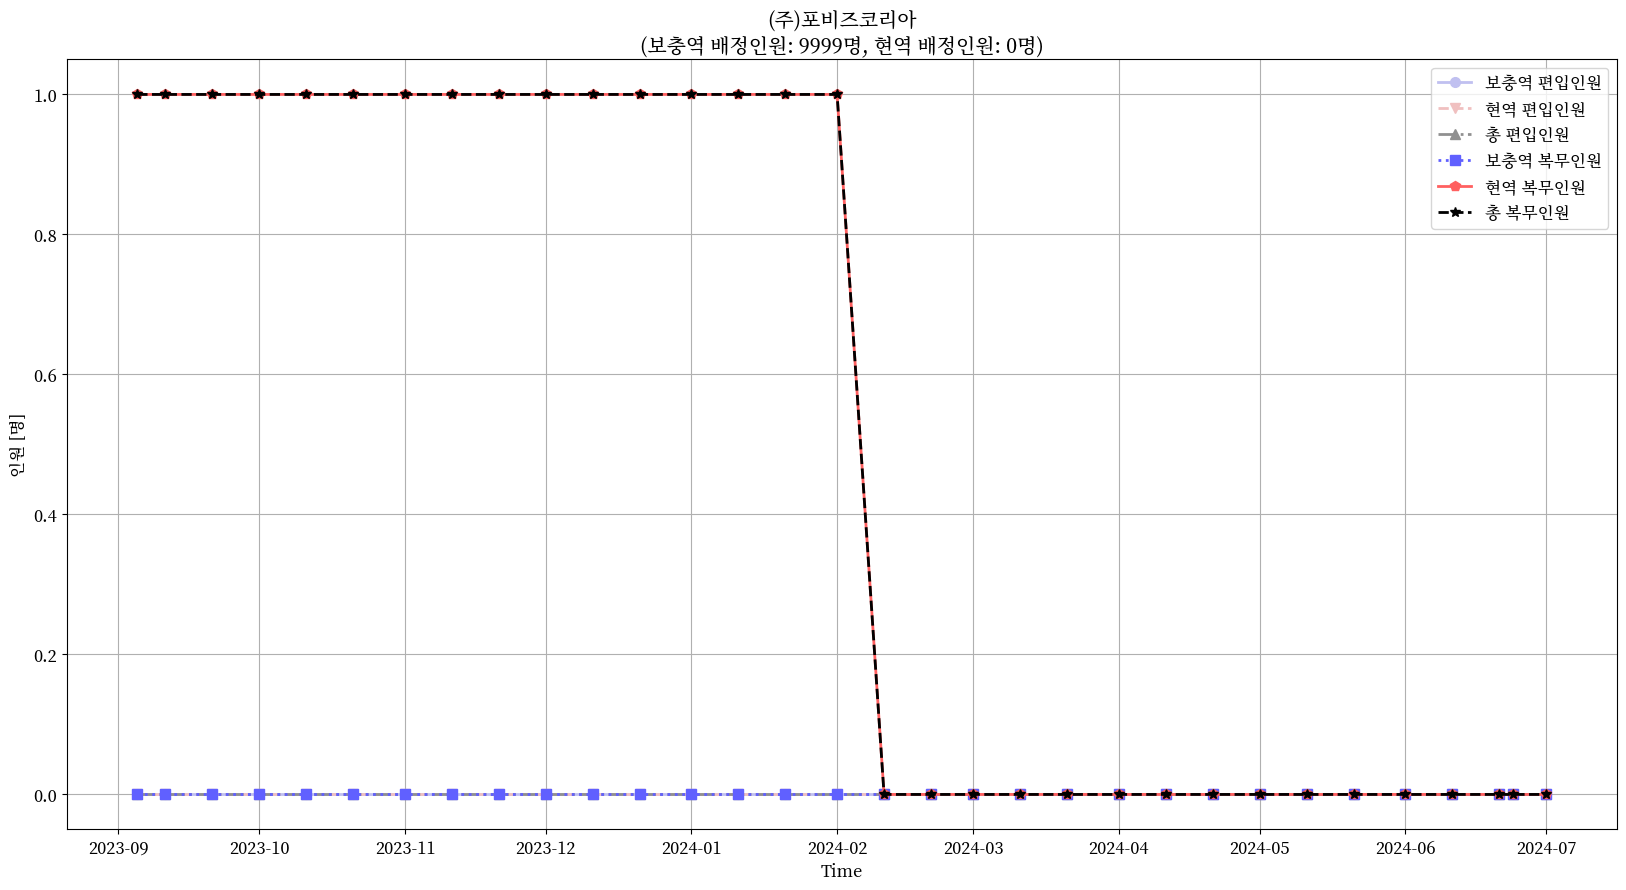 (주)포비즈코리아
(보충역 배정인원: 9999명, 현역 배정인원: 0명)
보충역 편입인원
현역 편입인원
총 편입인원
보충역 복무인원
현역 복무인원
총 복무인원
인원 [명]
1.0
0.8
0.6
0.4
0.2
0.0
2023-09 2023-10 2023-11 2023-12 2024-01 2024-02 2024-03 2024-04 2024-05 2024-06 2024-07
Time